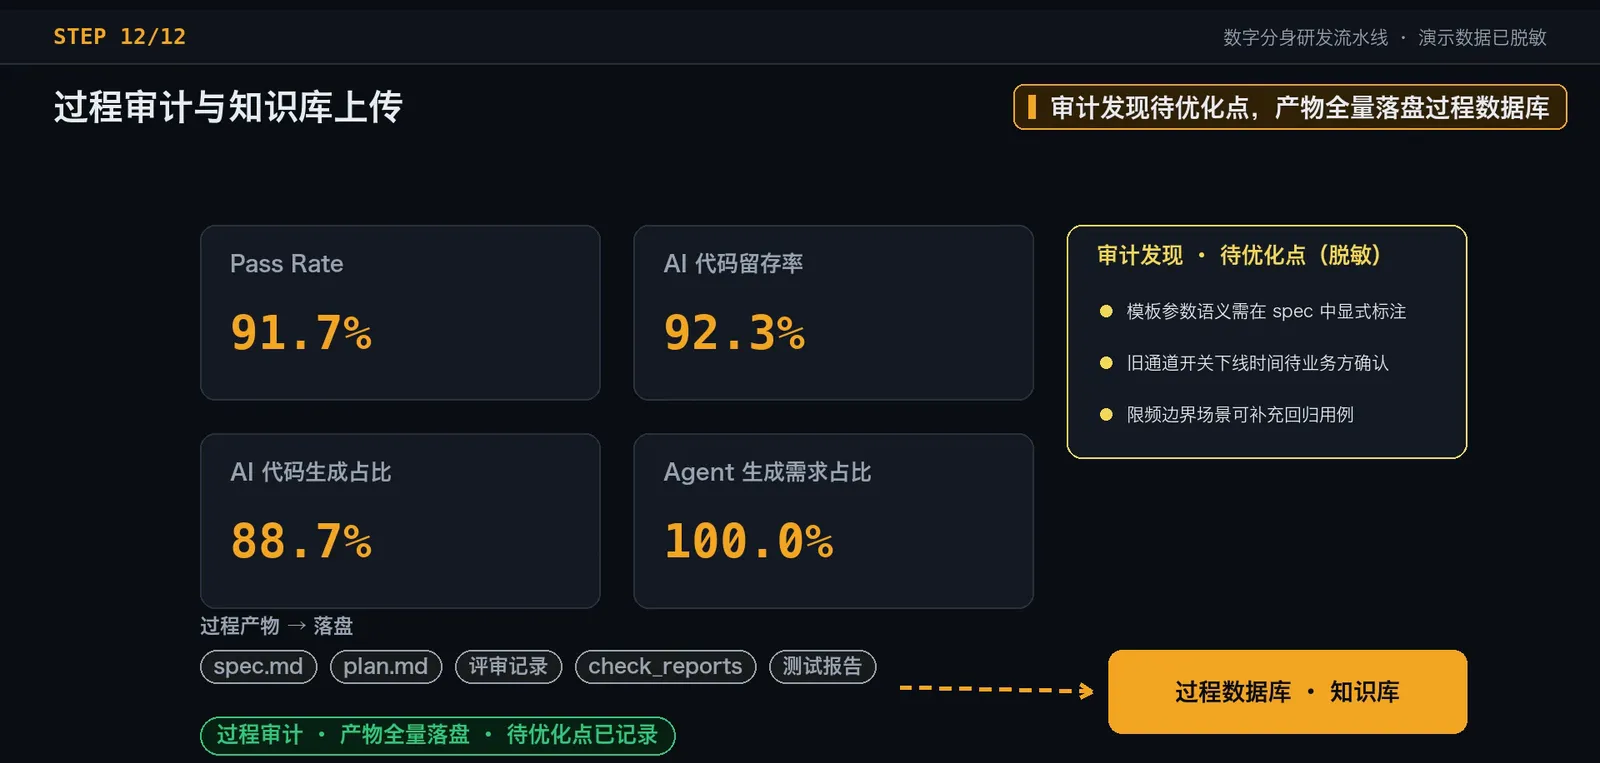 STEP 12/12
数字分身研发流水线 · 演示数据已脱敏
过程审计与知识库上传
审计发现待优化点，产物全量落盘过程数据库
Pass Rate
91.7%
AI 代码留存率
92.3%
审计发现 · 待优化点（脱敏）
模板参数语义需在 spec 中显式标注
旧通道开关下线时间待业务方确认
限频边界场景可补充回归用例
AI 代码生成占比
88.7%
Agent 生成需求占比
100.0%
过程产物 → 落盘
spec.md
plan.md
评审记录
check_reports
测试报告
过程数据库 · 知识库
过程审计 · 产物全量落盘 · 待优化点已记录